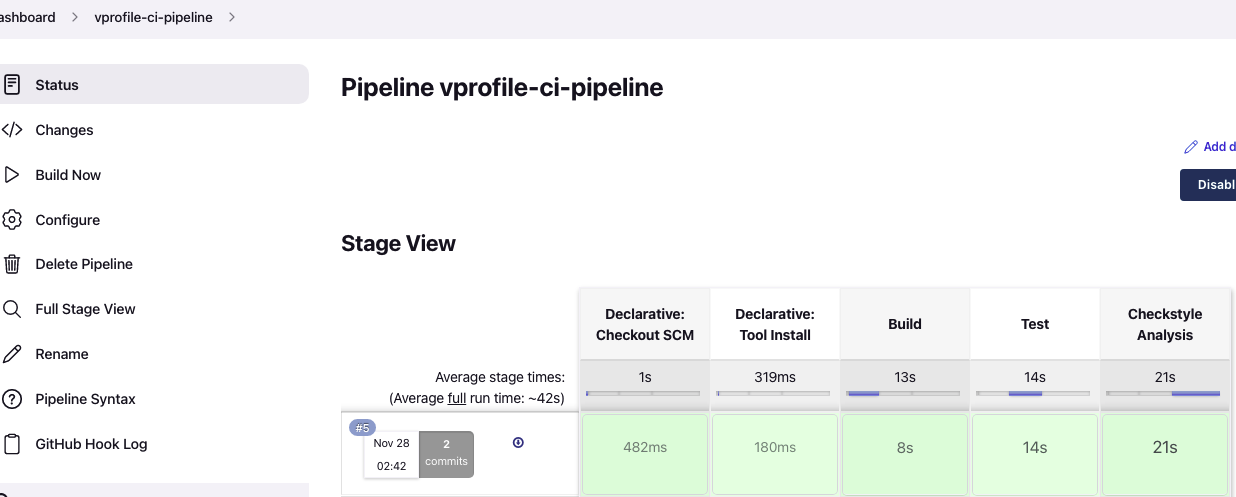 ashboard > vprofile-ci-pipeline >
Status
Changes
Build Now
Configure
Delete Pipeline
Full Stage View
Rename
Pipeline Syntax
GitHub Hook Log
Pipeline vprofile-ci-pipeline
Add d
Disabl
Stage View
Declarative:
Checkout SCM
Declarative:
Tool Install
Build
Test
Checkstyle
Analysis
Average stage times:
(Average full run time: ~42s)
1s
319ms
13s
14s
21s
#5
Nov 28
02:42
2
commits
482ms
180ms
8s
14s
21s